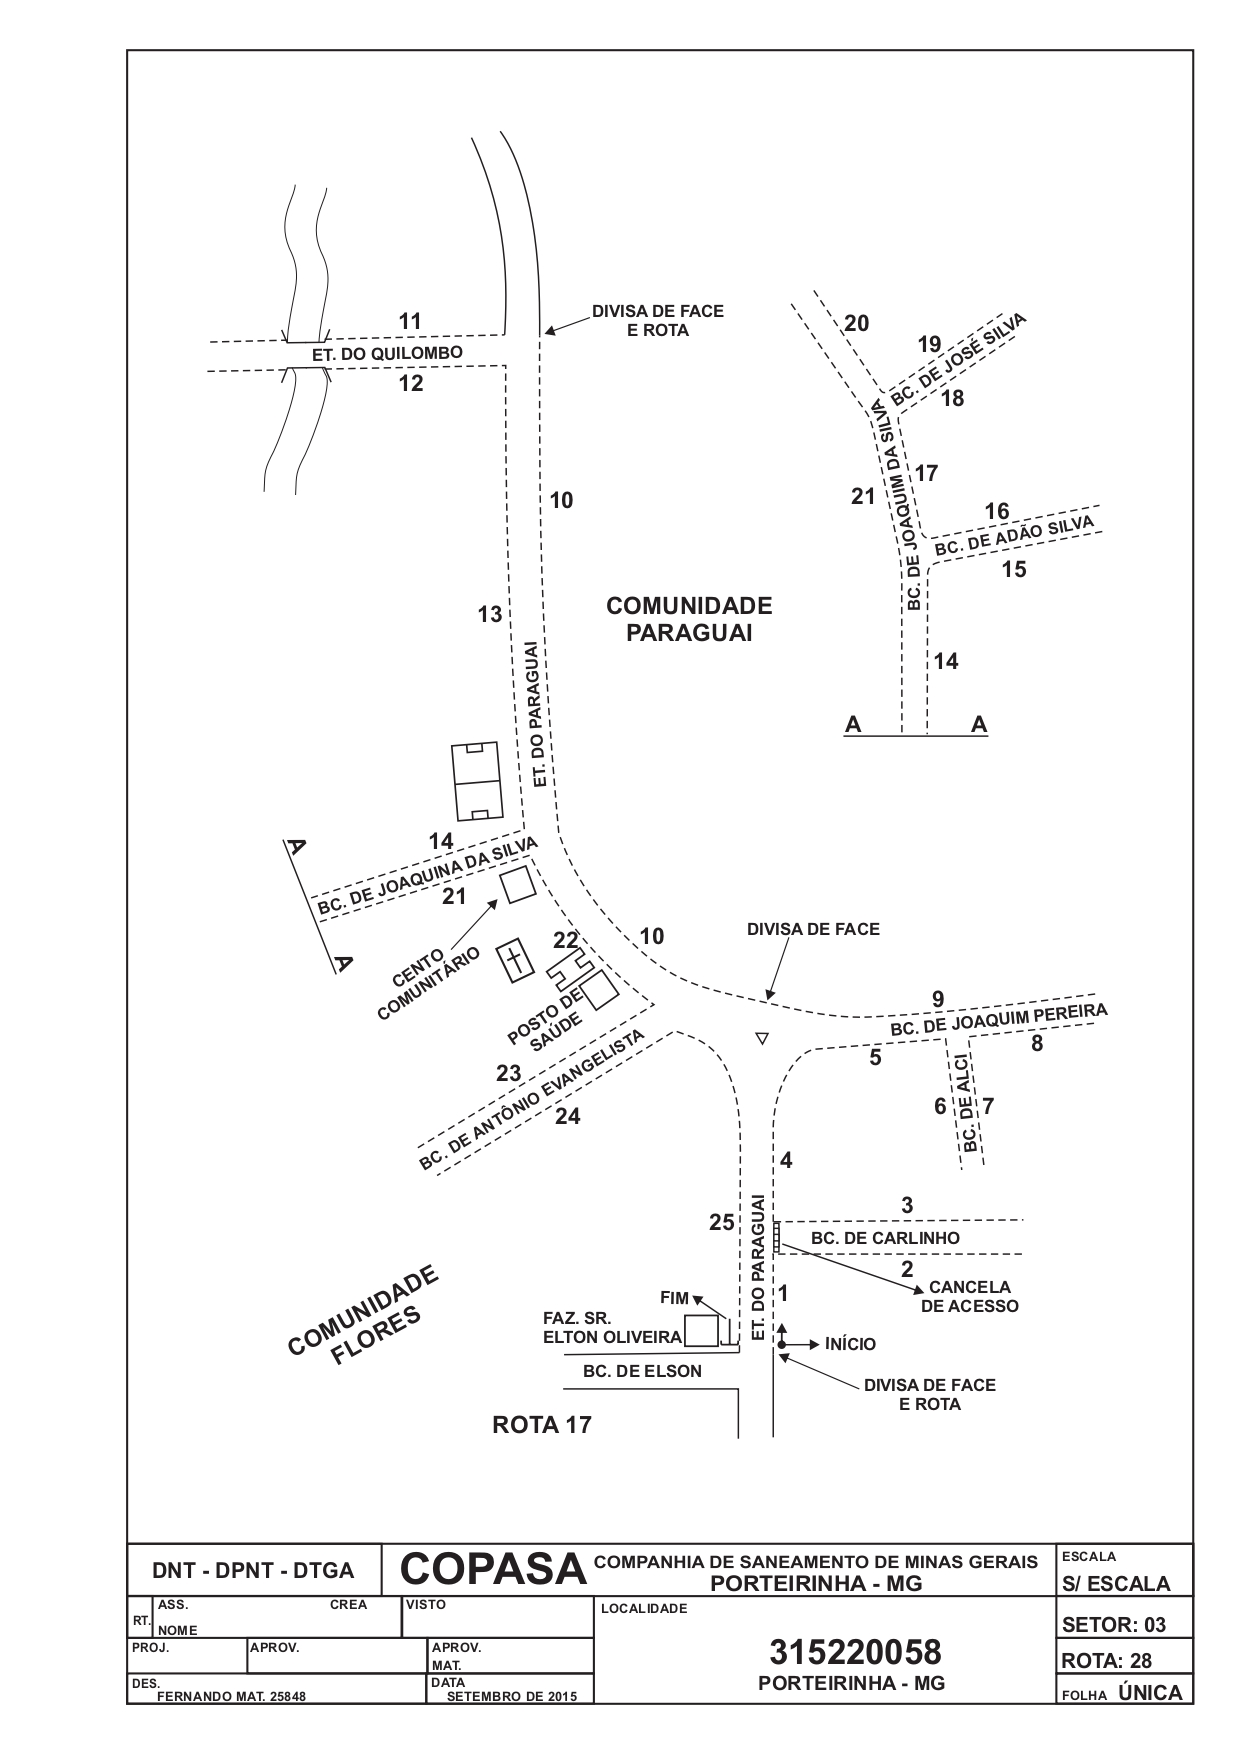 DIVISA DE FACE
E ROTA
11
ET. DO QUILOMBO
12
20
19
BC. DE JOSÉ SILVA
18
BC. DE JOAQUIM DA SILVA
17
21
16
BC. DE ADÃO SILVA
15
10
13
COMUNIDADE
PARAGUAI
14
A
A
ET. DO PARAGUAI
14
A
BC. DE JOAQUINA DA SILVA
21
A
CENTO
COMUNITÁRIO
22
10
POSTO DE
SAÚDE
DIVISA DE FACE
9
BC. DE JOAQUIM PEREIRA
5
8
6
BC. DE ALCI
7
23
BC. DE ANTÔNIO EVANGELISTA
24
4
25
ET. DO PARAGUAI
3
BC. DE CARLINHO
2
1
CANCELA
DE ACESSO
COMUNIDADE
FLORES
FIM
FAZ. SR.
ELTON OLIVEIRA
INÍCIO
BC. DE ELSON
DIVISA DE FACE
E ROTA
ROTA 17
DNT - DPNT - DTGA
COPASA
COMPANHIA DE SANEAMENTO DE MINAS GERAIS
PORTEIRINHA - MG
ESCALA
S/ ESCALA
RT.
ASS.
CREA
NOME
VISTO
LOCALIDADE
315220058
PORTEIRINHA - MG
SETOR: 03
PROJ.
APROV.
APROV.
MAT.
ROTA: 28
DES.
FERNANDO MAT. 25848
DATA
SETEMBRO DE 2015
FOLHA ÚNICA